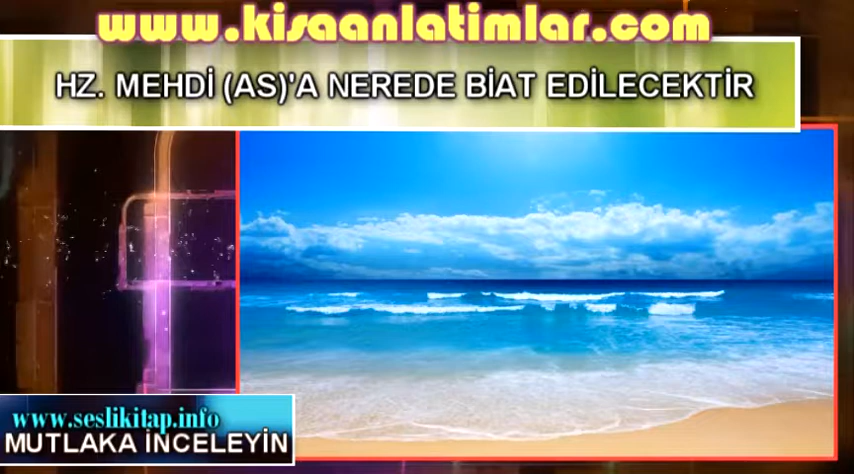 www.kisaanlatimlar.com
HZ. MEHDİ (AS)'A NEREDE BİAT EDİLECEKTİR
www.seslikitap.info
MUTLAKA İNCELEYİN